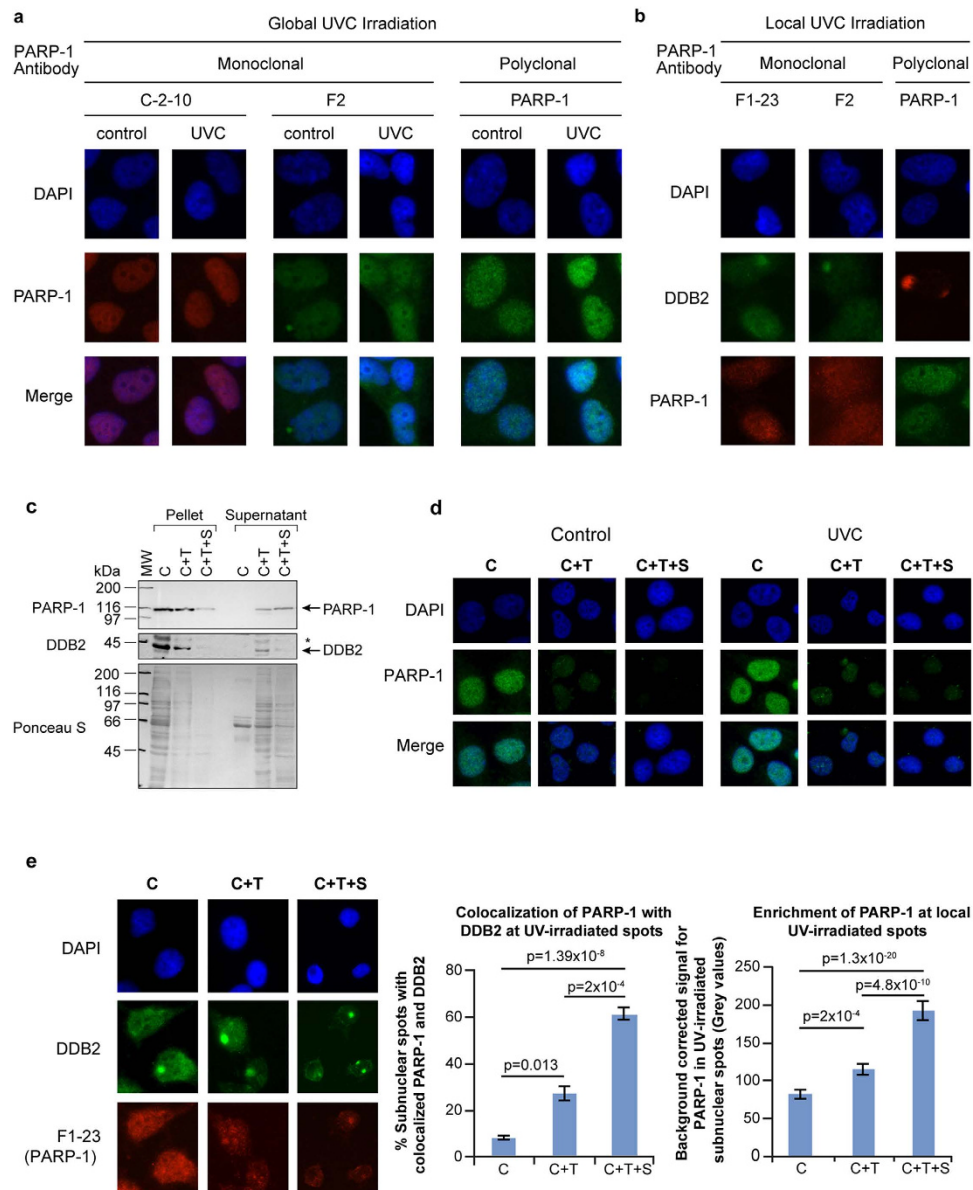 a
Global UVC Irradiation
PARP-1
Antibody
Monoclonal
Polyclonal
C-2-10
F2
PARP-1
control
UVC
control
UVC
control
UVC
DAPI
PARP-1
Merge
b
Local UVC Irradiation
PARP-1
Antibody
Monoclonal
Polyclonal
F1-23
F2
PARP-1
DAPI
DDB2
PARP-1
c
Pellet
Supernatant
kDa
MW
C
C+T
C+T+S
C
C+T
C+T+S
200
116
97
PARP-1
PARP-1
45
DDB2
*
DDB2
200
116
97
66
45
Ponceau S
d
Control
UVC
C
C+T
C+T+S
C
C+T
C+T+S
DAPI
PARP-1
Merge
e
C
C+T
C+T+S
DAPI
DDB2
F1-23
(PARP-1)
Colocalization of PARP-1 with
DDB2 at UV-irradiated spots
% Subnuclear spots with
colocalized PARP-1 and DDB2
80
60
40
20
0
p=1.39x10⁻⁸
p=2x10⁻⁴
p=0.013
C
C+T
C+T+S
Enrichment of PARP-1 at local
UV-irradiated spots
Background corrected signal for
PARP-1 in UV-irradiated
subnuclear spots (Grey values)
250
200
150
100
50
0
p=1.3x10⁻²⁰
p=4.8x10⁻¹⁰
p=2x10⁻⁴
C
C+T
C+T+S